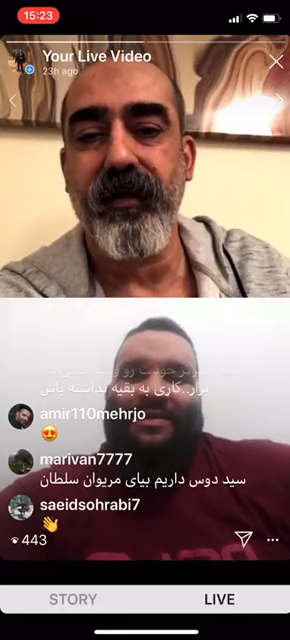 15:23
Your Live Video
23h ago
برار..کاری به بقیه نداشته باش
amir110mehrjo
😍
marivan7777
سید دوس داریم بیای مریوان سلطان
saeidsohrabi7
👋
443
STORY LIVE